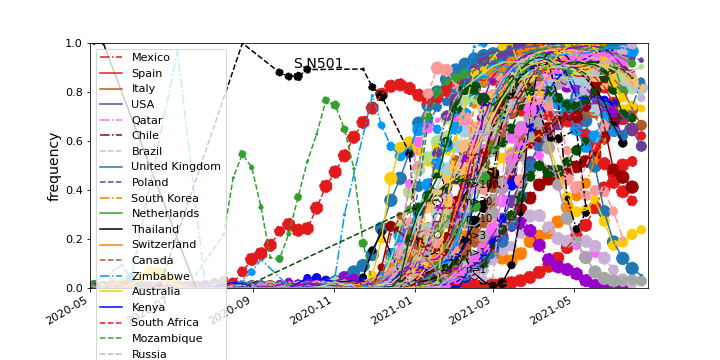 S.N501
1.0
0.8
0.6
0.4
0.2
0.0
frequency
Mexico
Spain
Italy
USA
Qatar
Chile
Brazil
United Kingdom
Poland
South Korea
Netherlands
Thailand
Switzerland
Canada
Zimbabwe
Australia
Kenya
South Africa
Mozambique
Russia
2020-05
2020-09
2020-11
2021-01
2021-03
2021-05